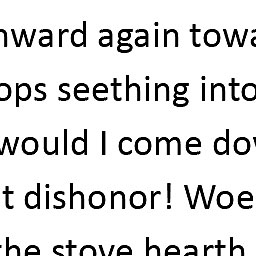 nward again towa
ops seething into
would I come dov
t dishonor! Woe
the stove hearth